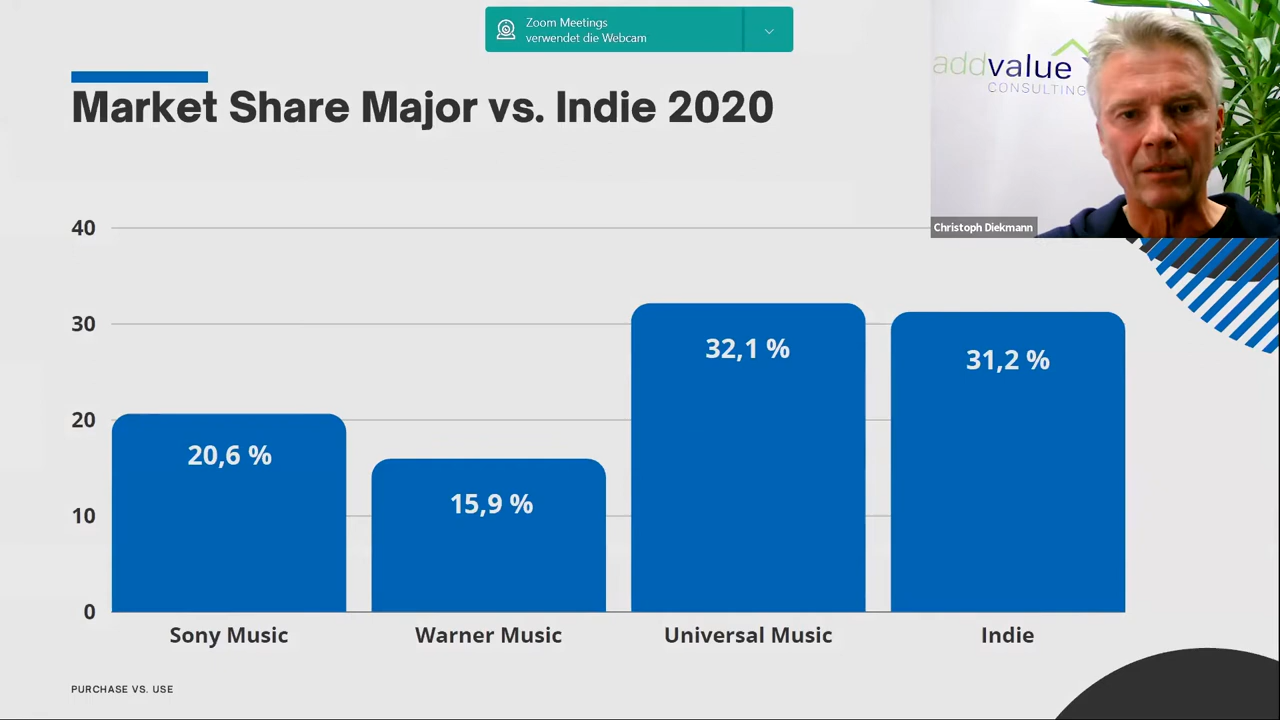 Zoom Meetings
verwendet die Webcam
addvalue
CONSULTING
Christoph Diekmann
Market Share Major vs. Indie 2020
40
30
20
10
0
20,6 %
15,9 %
32,1 %
31,2 %
Sony Music
Warner Music
Universal Music
Indie
PURCHASE VS. USE